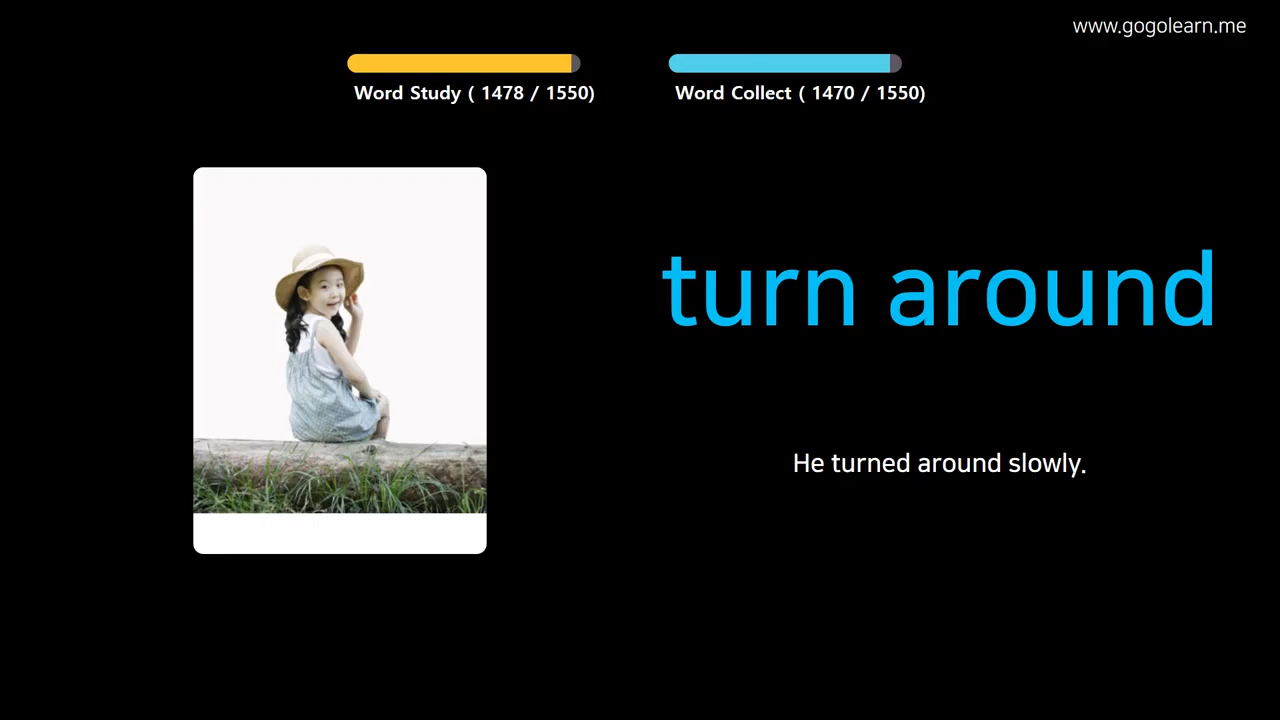 www.gogolearn.me
Word Study ( 1478 / 1550)
Word Collect ( 1470 / 1550)
turn around
He turned around slowly.